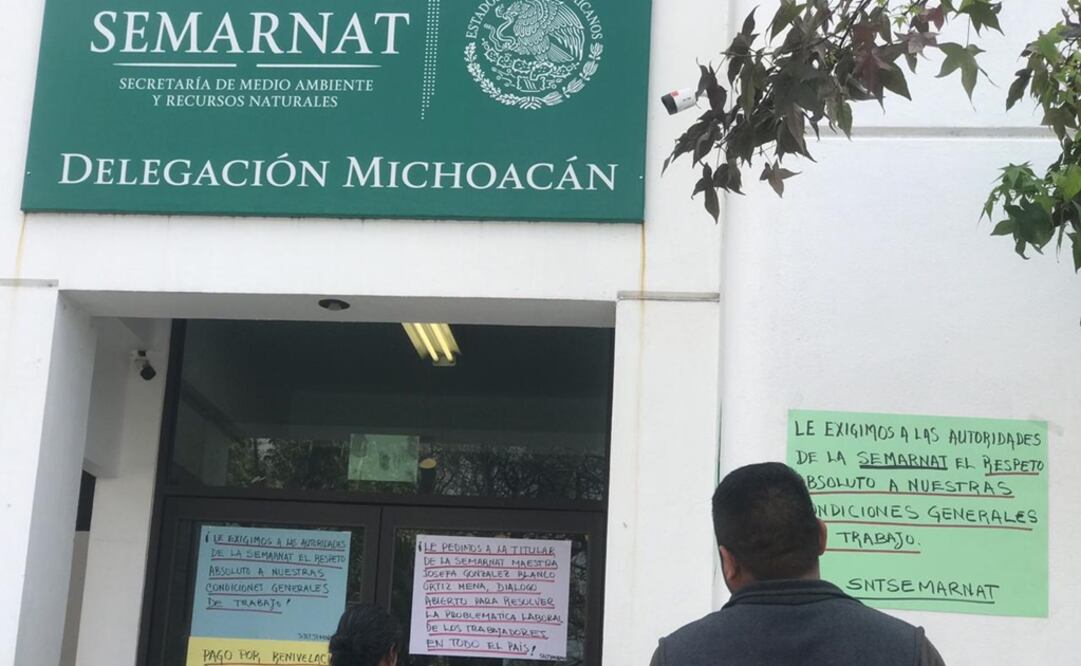 SEMARNAT
SECRETARÍA DE MEDIO AMBIENTE
Y RECURSOS NATURALES
DELEGACIÓN MICHOACÁN
LE EXIGIMOS A LAS AUTORIDADES
DE LA SEMARNAT EL RESPETO
ABSOLUTO A NUESTRAS
CONDICIONES GENERALES
TRABAJO.
SNTSEMARNAT
¡LE EXIGIMOS A LAS AUTORIDADES
DE LA SEMARNAT EL RESPETO
ABSOLUTO A NUESTRAS
CONDICIONES GENERALES
DE TRABAJO!
¡LE PEDIMOS A LA TITULAR
DE LA SEMARNAT MAESTRA
JOSEFA GONZALEZ BLANCO
ORTIZ MENA, DIALOGO
ABIERTO PARA RESOLVER
LA PROBLEMATICA LABORAL
DE LOS TRABAJADORES
EN TODO EL PAIS!
PAGO POR RENIVELAC